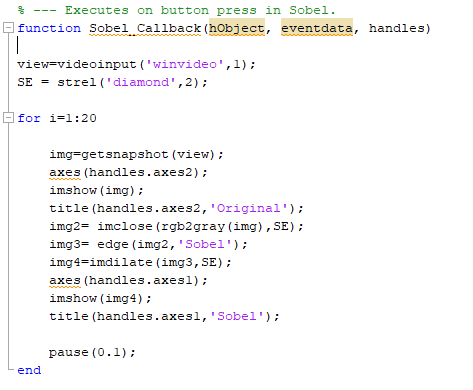 % --- Executes on button press in Sobel.
function Sobel_Callback(hObject, eventdata, handles)
view=videoinput('winvideo',1);
SE = strel('diamond',2);
for i=1:20
img=getsnapshot(view);
axes(handles.axes2);
imshow(img);
title(handles.axes2,'Original');
img2= imclose(rgb2gray(img),SE);
img3= edge(img2,'Sobel');
img4=imdilate(img3,SE);
axes(handles.axes1);
imshow(img4);
title(handles.axes1,'Sobel');
pause(0.1);
end